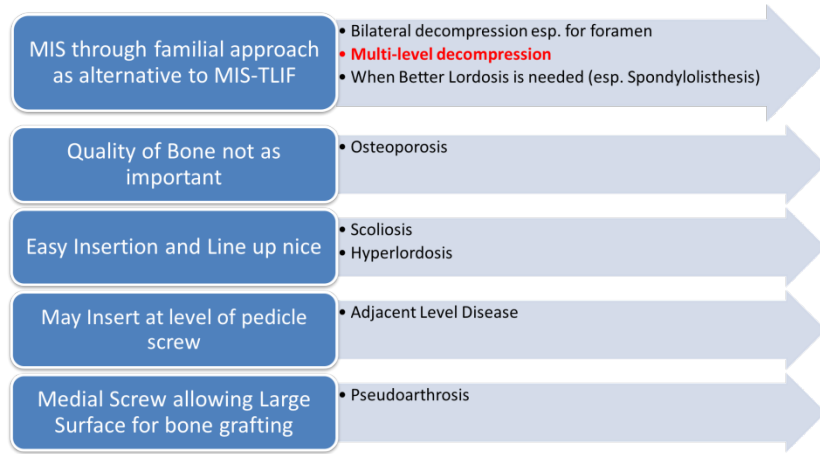 MIS through familial approach
as alternative to MIS-TLIF
• Bilateral decompression esp. for foramen
• Multi-level decompression
• When Better Lordosis is needed (esp. Spondylolisthesis)
Quality of Bone not as
important
• Osteoporosis
Easy Insertion and Line up nice
• Scoliosis
• Hyperlordosis
May Insert at level of pedicle
screw
• Adjacent Level Disease
Medial Screw allowing Large
Surface for bone grafting
• Pseudoarthrosis